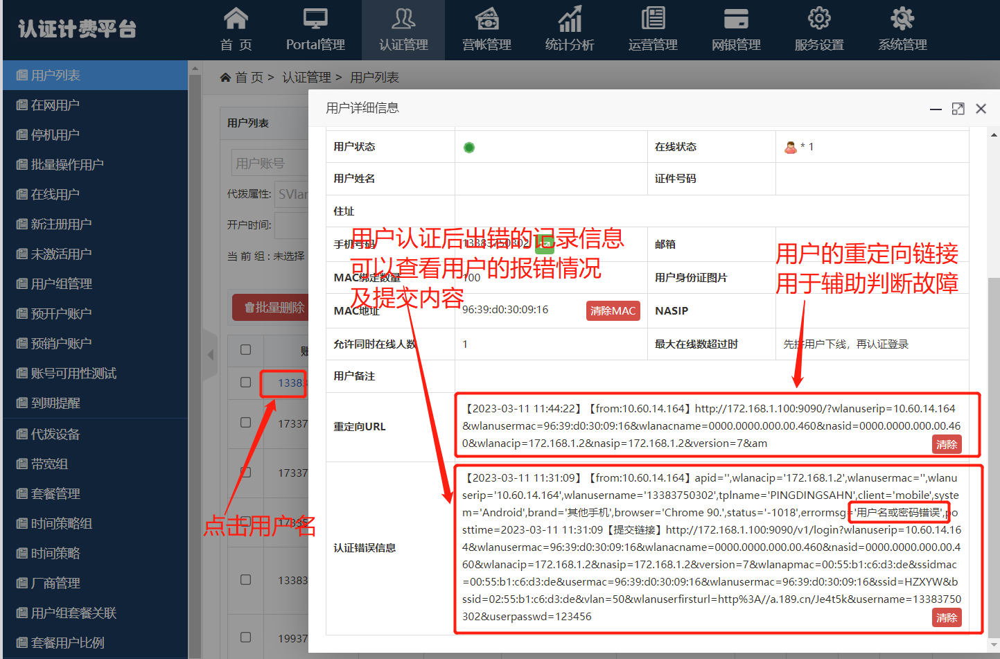 认证计费平台
首 页
Portal管理
认证管理
营帐管理
统计分析
运营管理
网银管理
服务设置
系统管理
用户列表
在网用户
停机用户
批量操作用户
在线用户
新注册用户
未激活用户
用户组管理
预开户账户
预销户账户
账号可用性测试
到期提醒
代拨设备
带宽组
套餐管理
时间策略组
时间策略
厂商管理
用户组套餐关联
套餐用户比例
首 页 > 认证管理 > 用户列表
用户列表
用户账号
代拨属性: SVlan
开户时间:
当 前 组 : 未选择
批量删除
账
13383
17337
17337
17335
13383
19937
点击用户名
用户详细信息
用户状态
在线状态 * 1
用户姓名
证件号码
住址
手机号码 13383750302
邮箱
MAC绑定数量 100
用户身份证图片
MAC地址 96:39:d0:30:09:16 清除MAC
NASIP
允许同时在线人数 1
最大在线数超过时 先挤用户下线，再认证登录
用户备注
用户认证后出错的记录信息
可以查看用户的报错情况
及提交内容
用户的重定向链接
用于辅助判断故障
重定向URL
【2023-03-11 11:44:22】【from:10.60.14.164】http://172.168.1.100:9090/?wlanuserip=10.60.14.164
&wlanusermac=96:39:d0:30:09:16&wlanacname=0000.0000.000.00.460&nasid=0000.0000.000.00.46
0&wlanacip=172.168.1.2&nasip=172.168.1.2&version=7&am
清除
认证错误信息
【2023-03-11 11:31:09】【from:10.60.14.164】apid='',wlanacip='172.168.1.2',wlanusermac='',wlanu
serip='10.60.14.164',wlanusername='13383750302',tplname='PINGDINGSAHN',client='mobile',syste
m='Android',brand='其他手机',browser='Chrome 90.',status='-1018',errormsg='用户名或密码错误',po
sttime=2023-03-11 11:31:09【提交链接】http://172.168.1.100:9090/v1/login?wlanuserip=10.60.14.16
4&wlanusermac=96:39:d0:30:09:16&wlanacname=0000.0000.000.00.460&nasid=0000.0000.000.00.
460&wlanacip=172.168.1.2&nasip=172.168.1.2&version=7&wlanapmac=00:55:b1:c6:d3:de&ssidmac
=00:55:b1:c6:d3:de&usermac=96:39:d0:30:09:16&wlanusermac=96:39:d0:30:09:16&ssid=HZXYW&b
ssid=02:55:b1:c6:d3:de&vlan=50&wlanuserfirsturl=http%3A//a.189.cn/Je4t5k&username=13383750
302&userpasswd=123456
清除